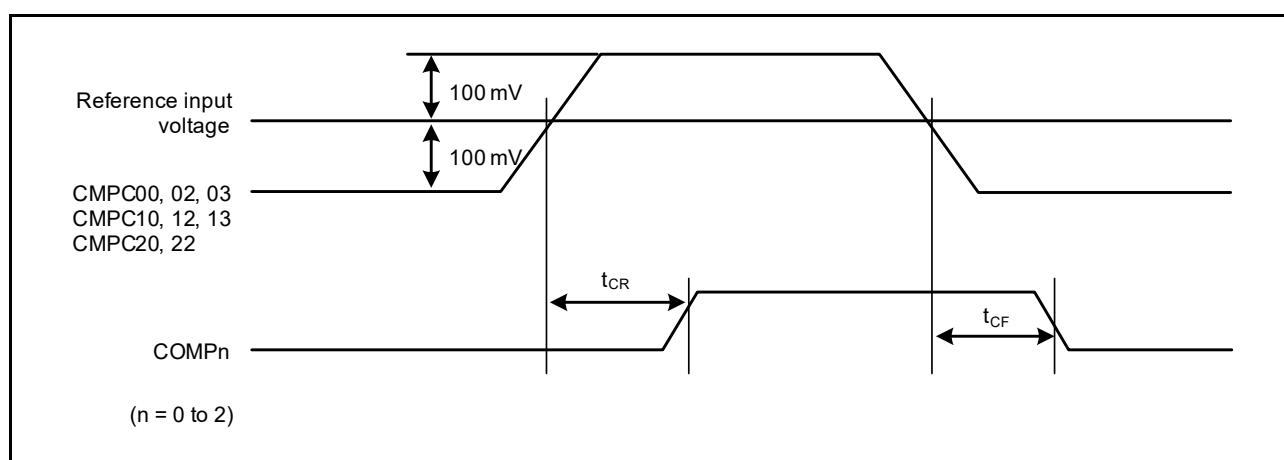 100 mV
Reference input
voltage
100 mV
CMPC00, 02, 03
CMPC10, 12, 13
CMPC20, 22
tCR
tCF
COMPn
(n = 0 to 2)